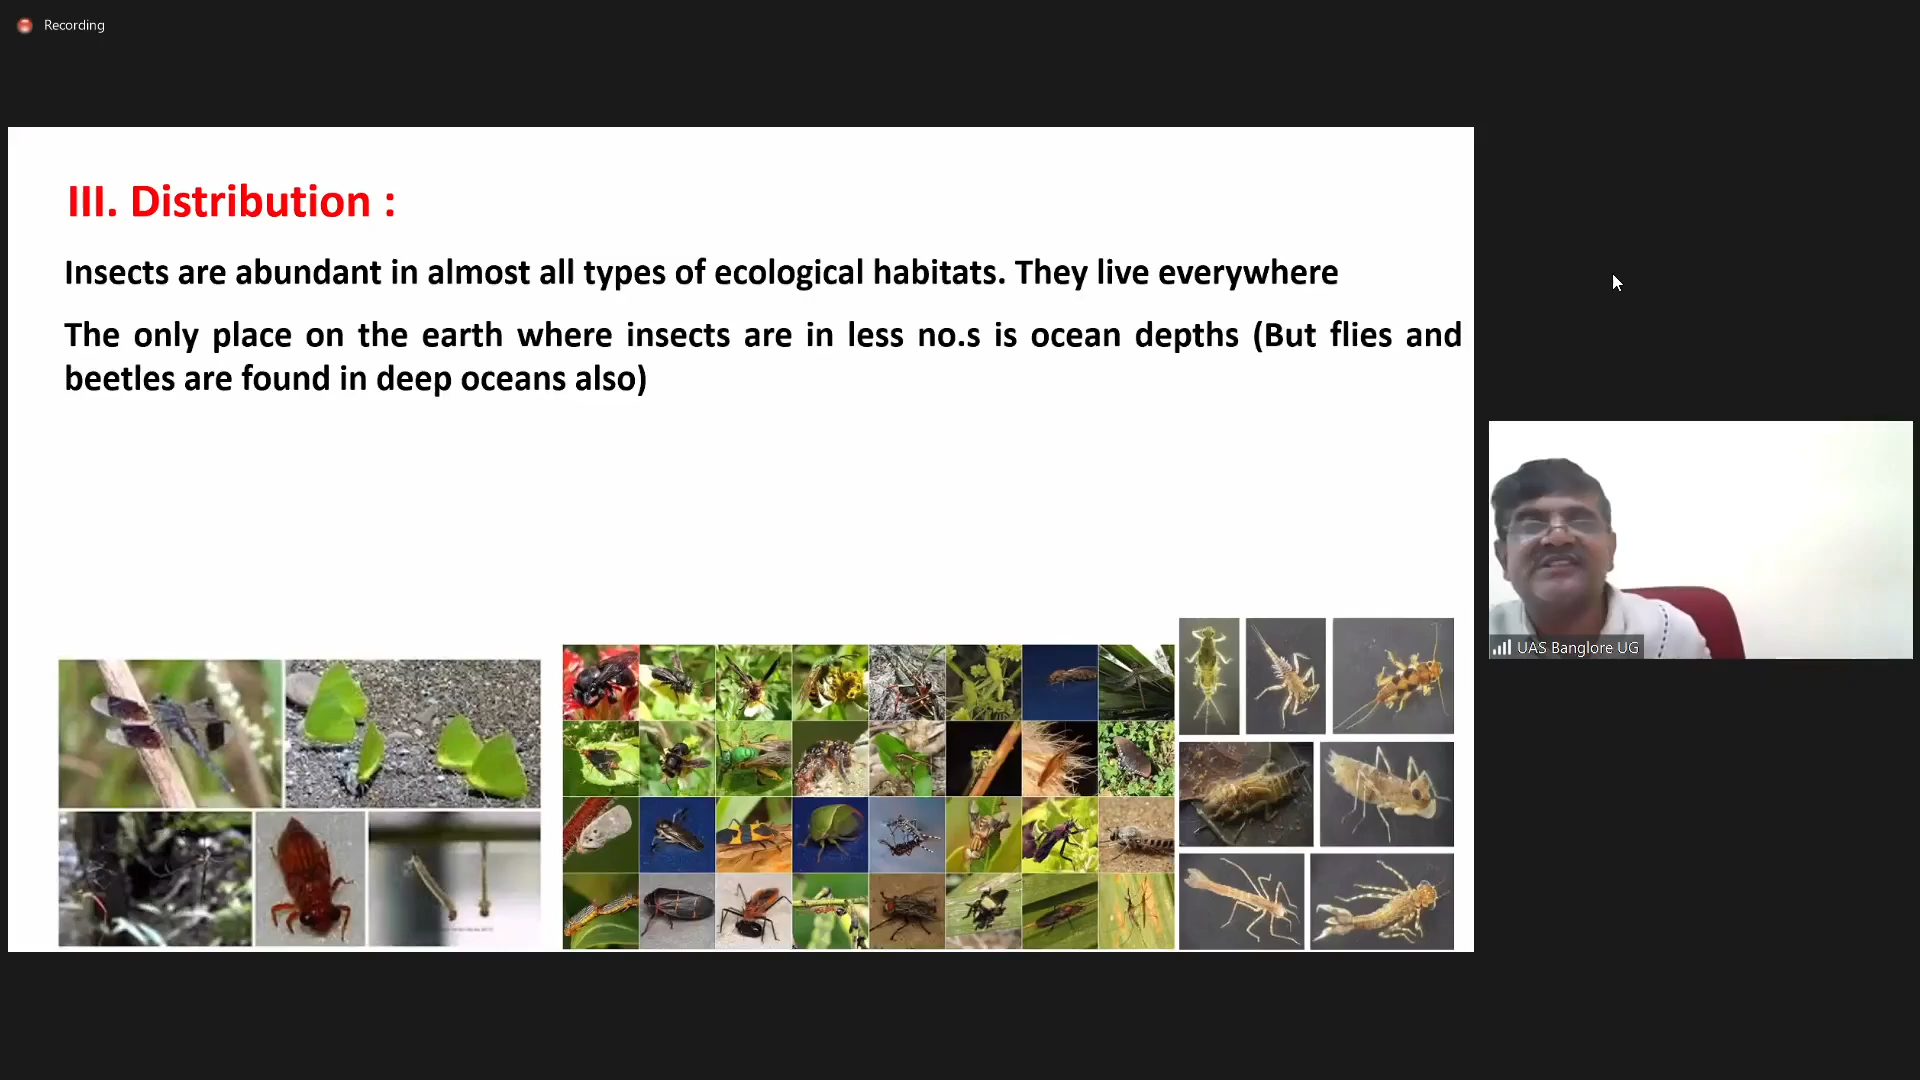 Recording
III. Distribution :
Insects are abundant in almost all types of ecological habitats. They live everywhere
The only place on the earth where insects are in less no.s is ocean depths (But flies and
beetles are found in deep oceans also)
UAS Banglore UG